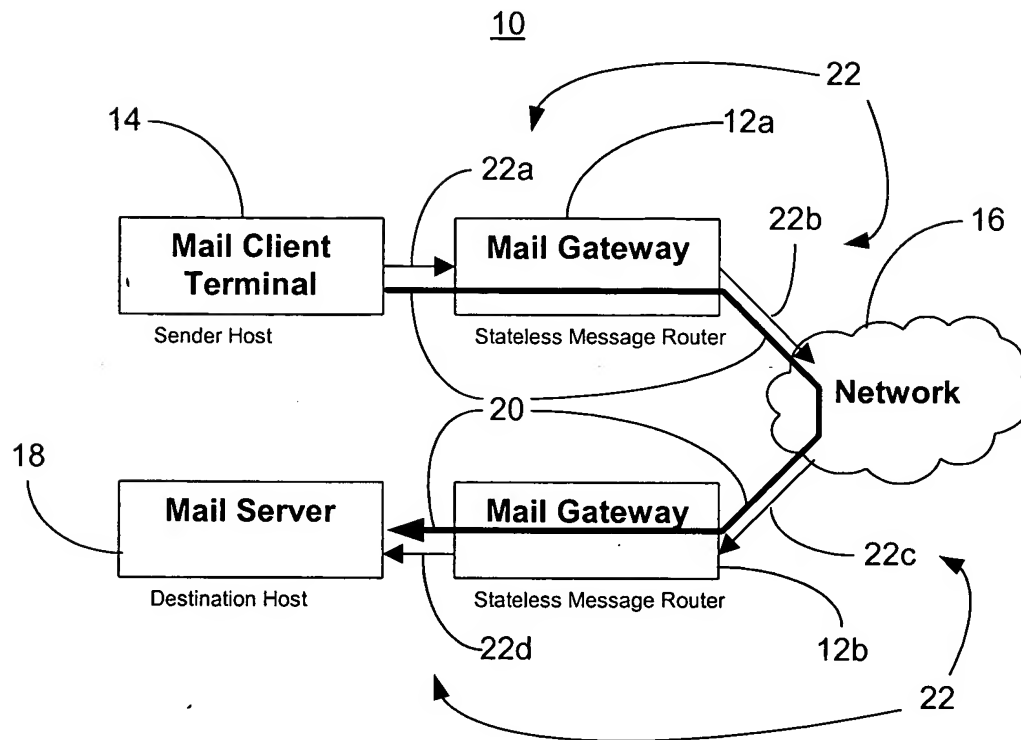 10
22
14
12a
22a
22b
16
Mail Client
Terminal
Mail Gateway
Sender Host
Stateless Message Router
Network
20
18
Mail Server
Mail Gateway
22c
Destination Host
Stateless Message Router
22d
12b
22